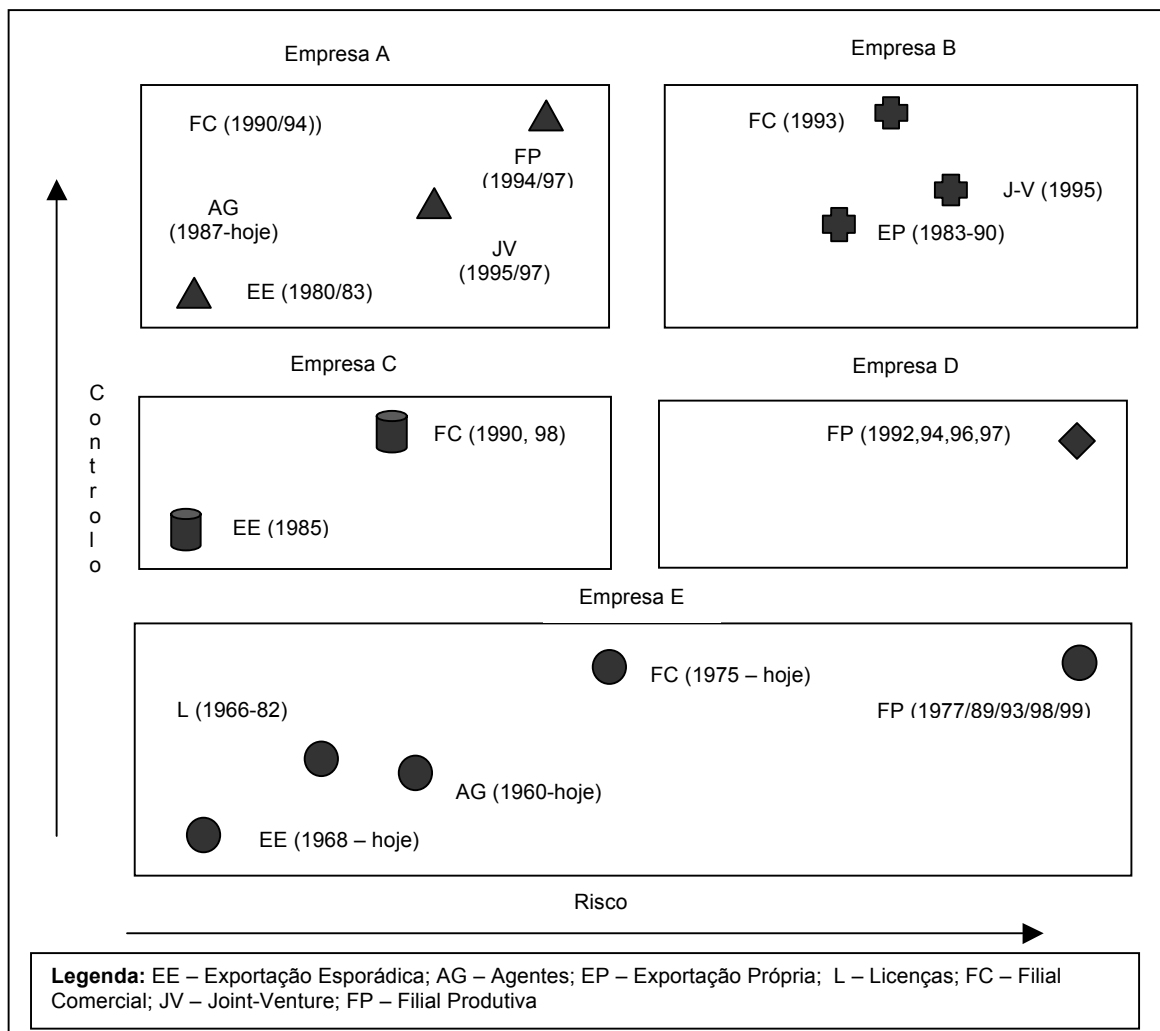 Empresa A
Empresa B
FC (1990/94))
FP
(1994/97)
AG
(1987-hoje)
JV
(1995/97)
EE (1980/83)
FC (1993)
J-V (1995)
EP (1983-90)
Controlo
Empresa C
Empresa D
FC (1990, 98)
EE (1985)
FP (1992,94,96,97)
Empresa E
FC (1975 – hoje)
L (1966-82)
FP (1977/89/93/98/99)
AG (1960-hoje)
EE (1968 – hoje)
Risco
Legenda: EE – Exportação Esporádica; AG – Agentes; EP – Exportação Própria; L – Licenças; FC – Filial
Comercial; JV – Joint-Venture; FP – Filial Produtiva